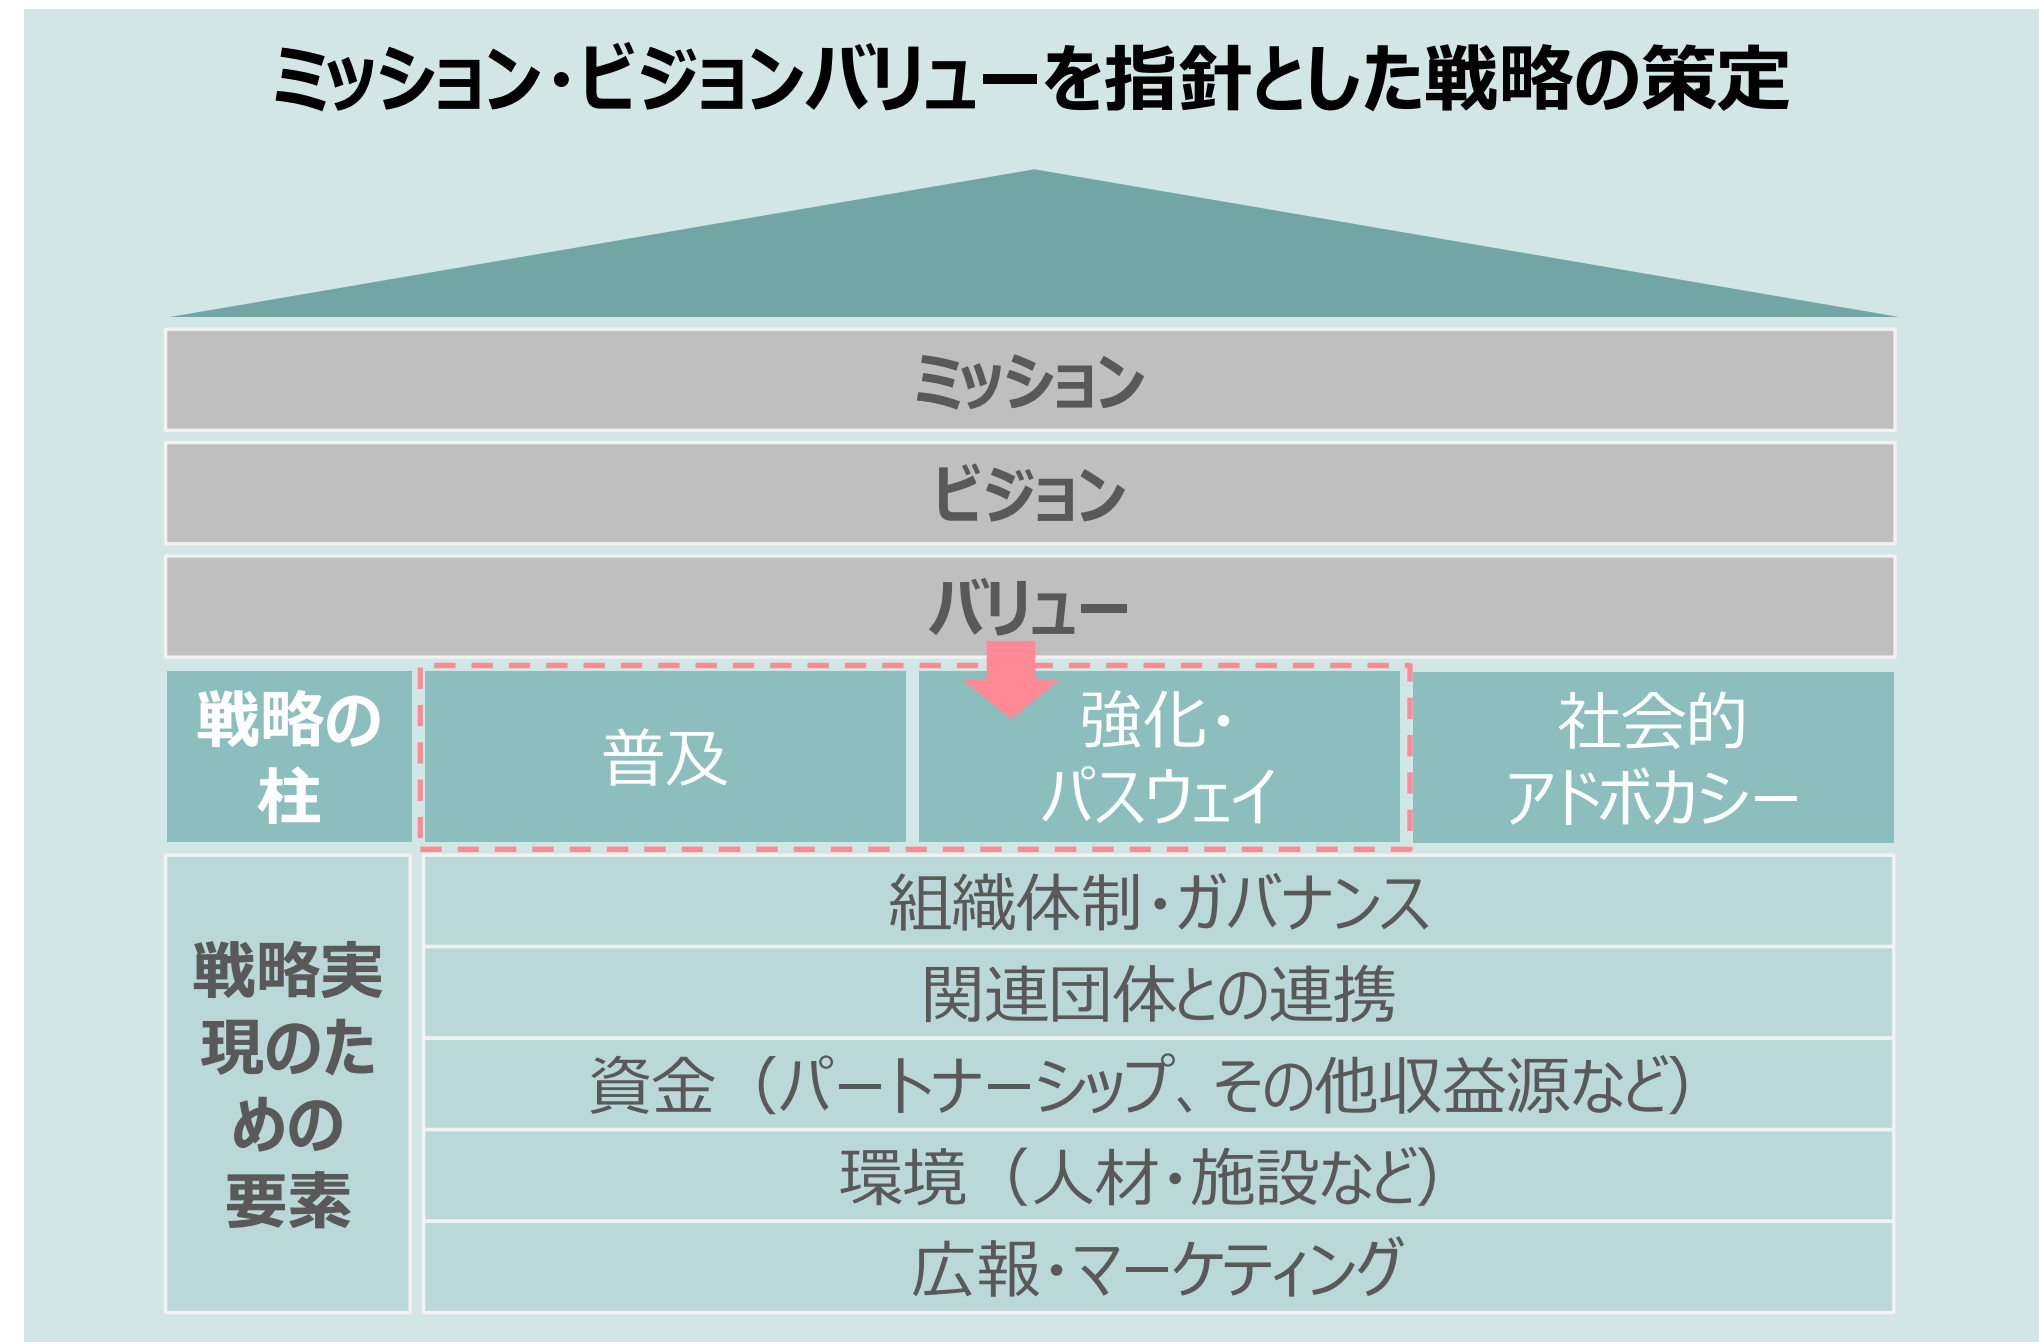 ミッション・ビジョンバリューを指針とした戦略の策定
ミッション
ビジョン
バリュー
戦略の
柱
普及
強化・
パスウェイ
社会的
アドボカシー
戦略実
現のた
めの
要素
組織体制・ガバナンス
関連団体との連携
資金（パートナーシップ、その他収益源など）
環境（人材・施設など）
広報・マーケティング